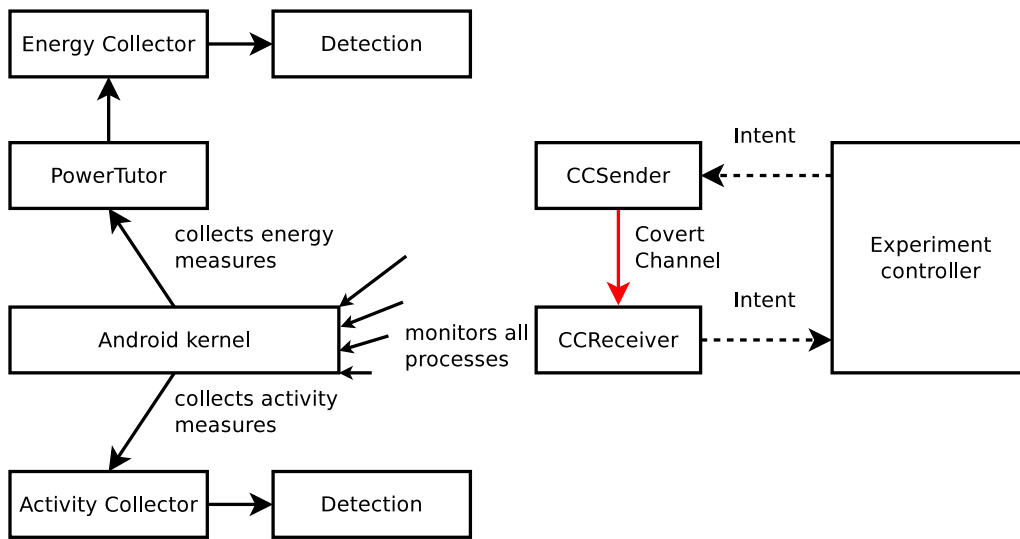 Energy Collector
Detection
PowerTutor
collects energy
measures
Android kernel
monitors all
processes
collects activity
measures
Activity Collector
Detection
CCSender
Intent
Covert
Channel
CCReceiver
Intent
Experiment
controller